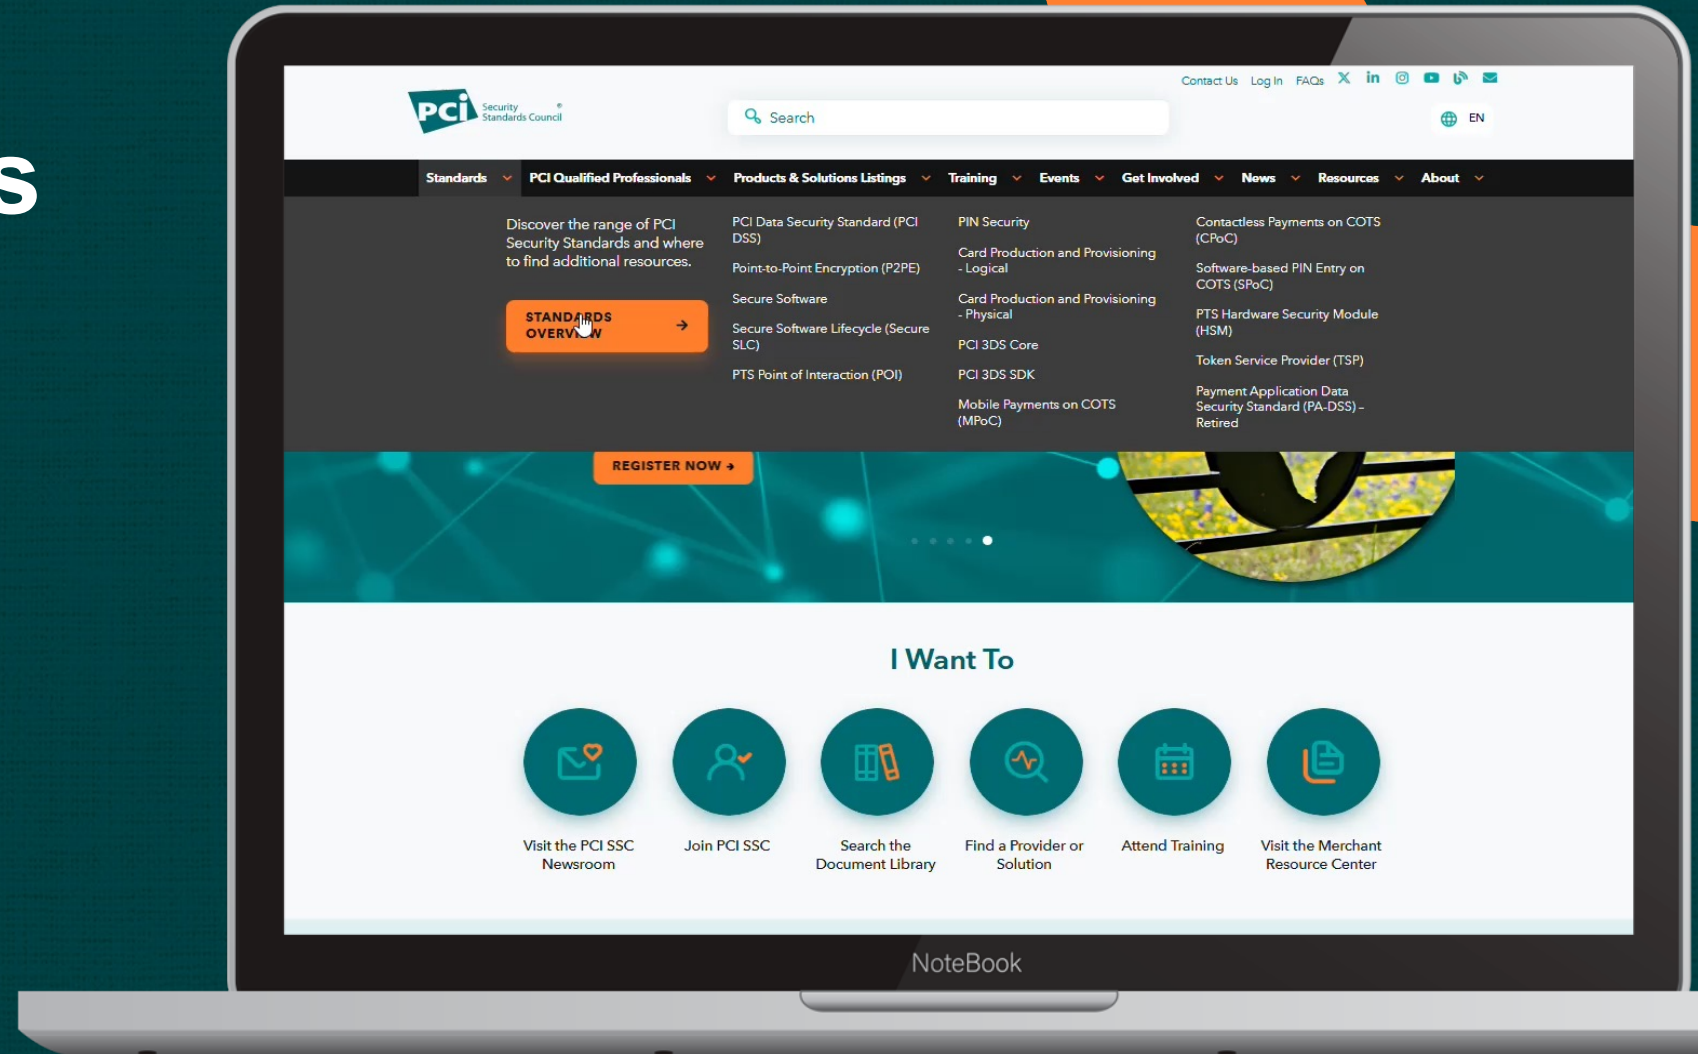 s
Contact Us Log In FAQs
PCi Security
Standards Council ®
Search
EN
Standards PCI Qualified Professionals Products & Solutions Listings Training Events Get Involved News Resources About
Discover the range of PCI
Security Standards and where
to find additional resources.
STANDARDS
OVERVIEW
PCI Data Security Standard (PCI
DSS)
Point-to-Point Encryption (P2PE)
Secure Software
Secure Software Lifecycle (Secure
SLC)
PTS Point of Interaction (POI)
PIN Security
Card Production and Provisioning
- Logical
Card Production and Provisioning
- Physical
PCI 3DS Core
PCI 3DS SDK
Mobile Payments on COTS
(MPoC)
Contactless Payments on COTS
(CPoC)
Software-based PIN Entry on
COTS (SPoC)
PTS Hardware Security Module
(HSM)
Token Service Provider (TSP)
Payment Application Data
Security Standard (PA-DSS) –
Retired
REGISTER NOW
I Want To
Visit the PCI SSC
Newsroom
Join PCI SSC
Search the
Document Library
Find a Provider or
Solution
Attend Training
Visit the Merchant
Resource Center
NoteBook